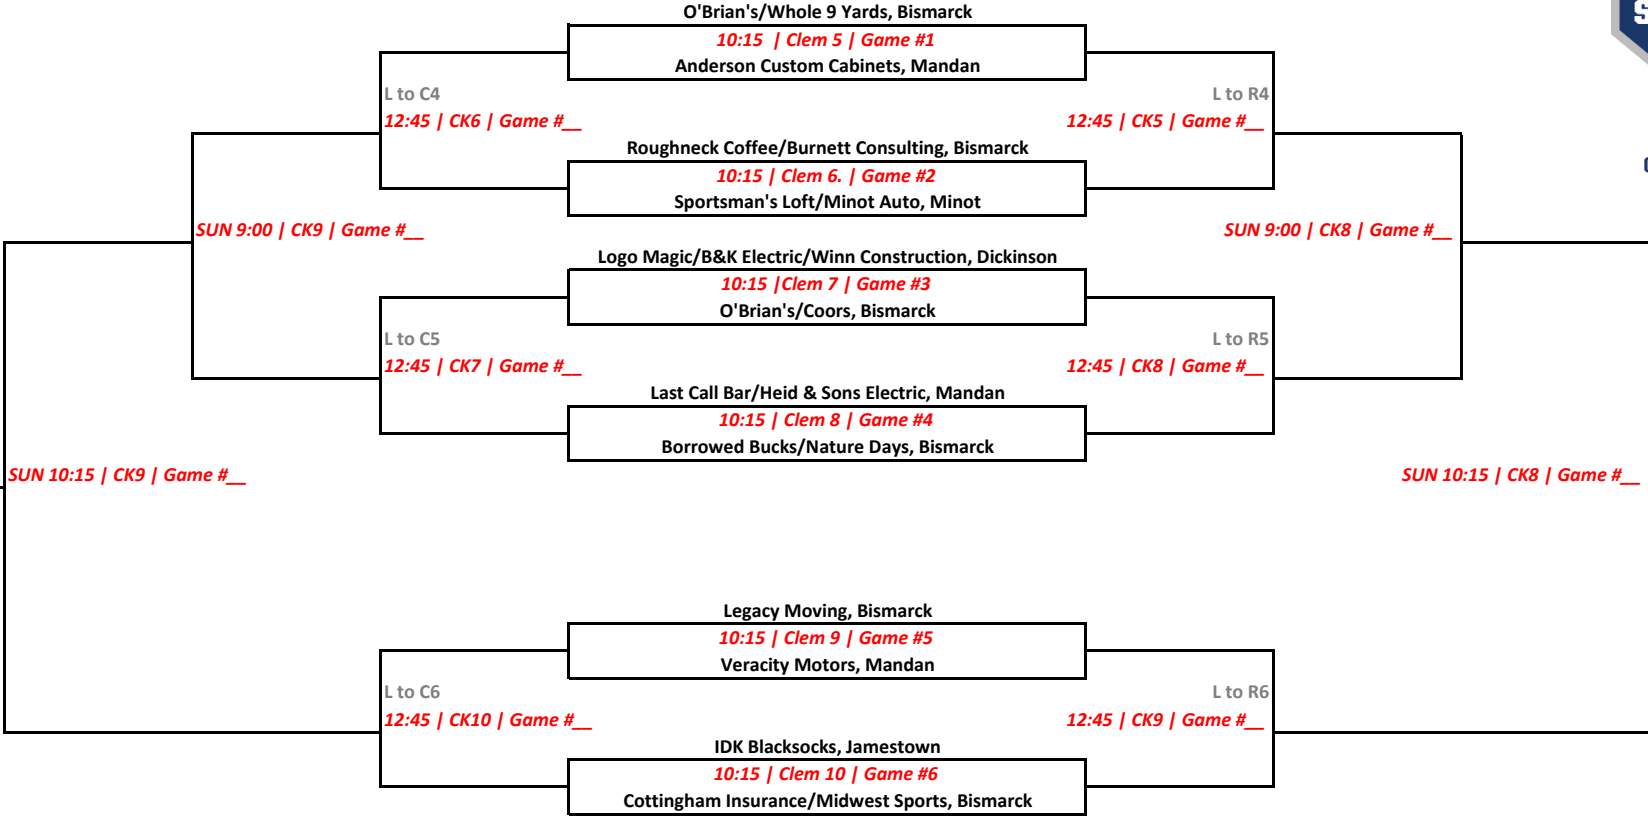 O'Brian's/Whole 9 Yards, Bismarck
10:15 | Clem 5 | Game #1
Anderson Custom Cabinets, Mandan
L to C4
L to R4
12:45 | CK6 | Game #__
12:45 | CK5 | Game #__
Roughneck Coffee/Burnett Consulting, Bismarck
10:15 | Clem 6. | Game #2
Sportsman's Loft/Minot Auto, Minot
SUN 9:00 | CK9 | Game #__
SUN 9:00 | CK8 | Game #__
Logo Magic/B&K Electric/Winn Construction, Dickinson
10:15 |Clem 7 | Game #3
O'Brian's/Coors, Bismarck
L to C5
L to R5
12:45 | CK7 | Game #__
12:45 | CK8 | Game #__
Last Call Bar/Heid & Sons Electric, Mandan
10:15 | Clem 8 | Game #4
Borrowed Bucks/Nature Days, Bismarck
SUN 10:15 | CK9 | Game #__
SUN 10:15 | CK8 | Game #__
Legacy Moving, Bismarck
10:15 | Clem 9 | Game #5
Veracity Motors, Mandan
L to C6
L to R6
12:45 | CK10 | Game #__
12:45 | CK9 | Game #__
IDK Blacksocks, Jamestown
10:15 | Clem 10 | Game #6
Cottingham Insurance/Midwest Sports, Bismarck